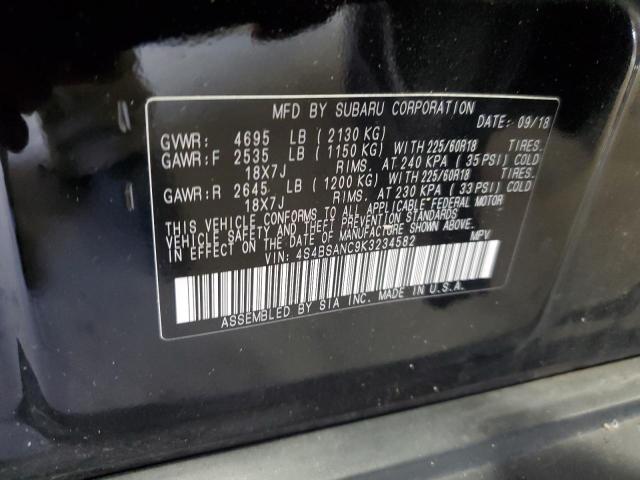 MFD BY SUBARU CORPORATION DATE: 09/18
GVWR: 4695 LB (2130 KG)
GAWR:F 2535 LB (1150 KG) WITH 225/60R18 TIRES.
18X7J RIMS. AT 240 KPA (35 PSI) COLD
GAWR:R 2645 LB (1200 KG) WITH 225/60R18 TIRES.
18X7J RIMS. AT 230 KPA (33 PSI) COLD
THIS VEHICLE CONFORMS TO ALL APPLICABLE FEDERAL MOTOR
VEHICLE SAFETY AND THEFT PREVENTION STANDARDS
IN EFFECT ON THE DATE OF MANUFACTURE SHOWN ABOVE.
VIN: 4S4BSANC9K3234582 MPV
ASSEMBLED BY SIA INC. MADE IN U.S.A.